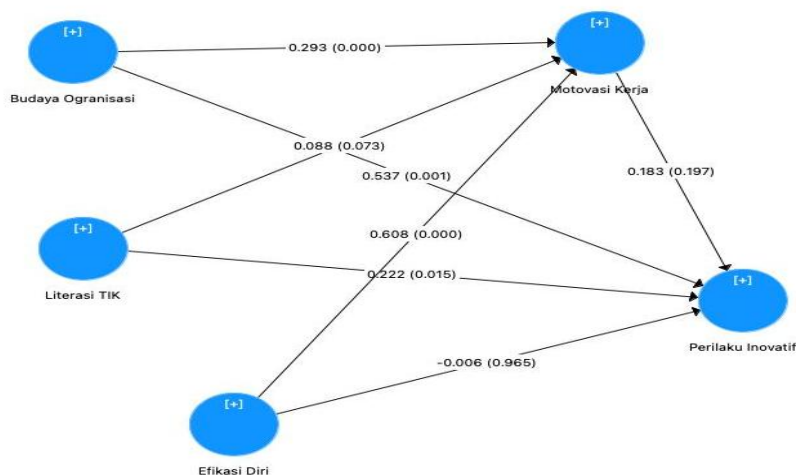 [+]
Budaya Ogranisasi
[+]
Motovasi Kerja
0.293 (0.000)
0.088 (0.073)
0.537 (0.001)
0.183 (0.197)
[+]
Literasi TIK
0.608 (0.000)
0.222 (0.015)
[+]
Perilaku Inovatif
-0.006 (0.965)
[+]
Efikasi Diri